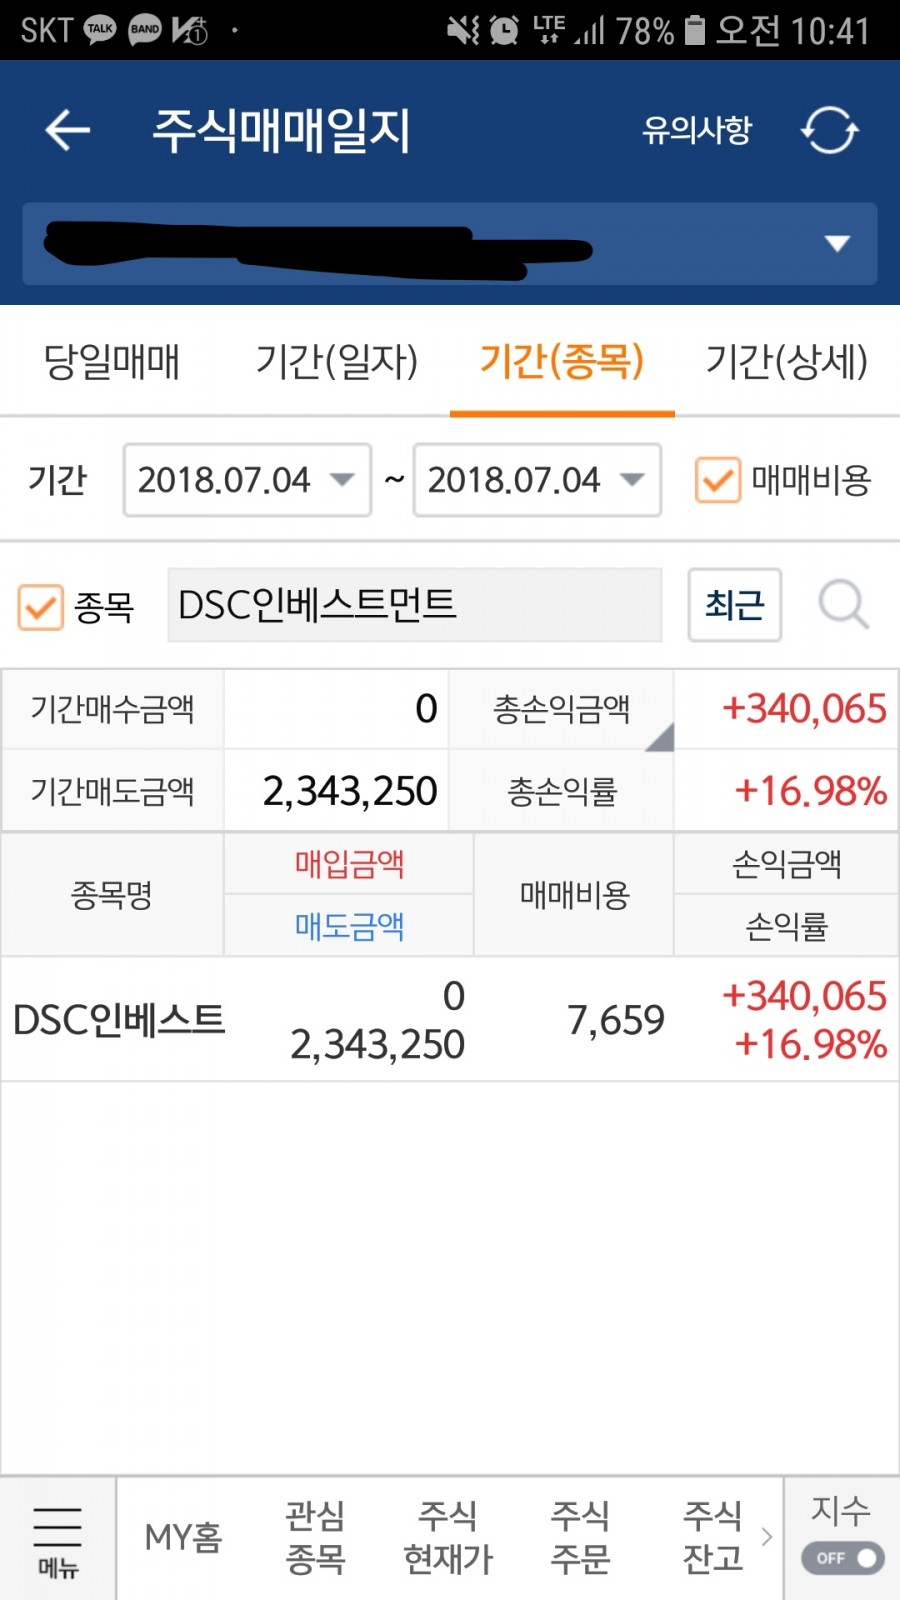 SKT TALK BAND LTE 78% 오전 10:41
주식매매일지 유의사항
당일매매 기간(일자) 기간(종목) 기간(상세)
기간 2018.07.04 ~ 2018.07.04 매매비용
종목 DSC인베스트먼트 최근
기간매수금액 0 총손익금액 +340,065
기간매도금액 2,343,250 총손익률 +16.98%
종목명 매입금액 매매비용 손익금액
매도금액 손익률
DSC인베스트 0 7,659 +340,065
2,343,250 +16.98%
메뉴 MY홈 관심 종목 주식 현재가 주식 주문 주식 잔고 지수 OFF